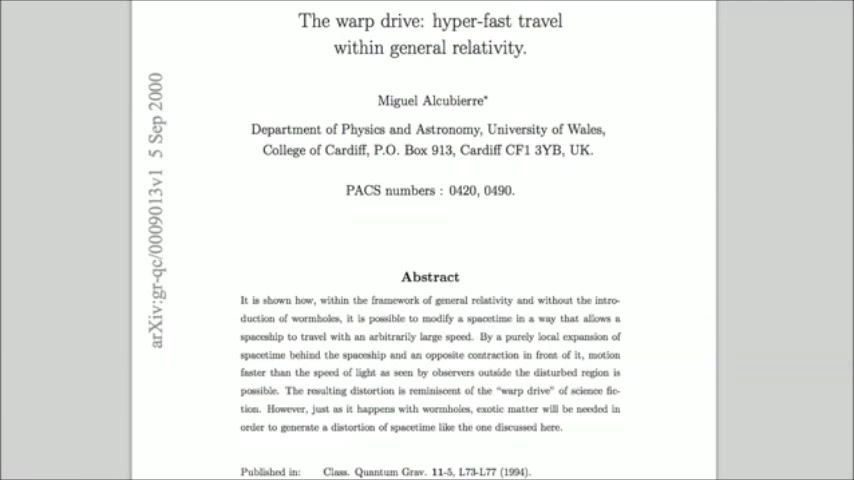 The warp drive: hyper-fast travel
within general relativity.
Miguel Alcubierre*
Department of Physics and Astronomy, University of Wales,
College of Cardiff, P.O. Box 913, Cardiff CF1 3YB, UK.
PACS numbers : 0420, 0490.
arXiv:gr-qc/0009013v1 5 Sep 2000
Abstract
It is shown how, within the framework of general relativity and without the intro-
duction of wormholes, it is possible to modify a spacetime in a way that allows a
spaceship to travel with an arbitrarily large speed. By a purely local expansion of
spacetime behind the spaceship and an opposite contraction in front of it, motion
faster than the speed of light as seen by observers outside the disturbed region is
possible. The resulting distortion is reminiscent of the “warp drive” of science fic-
tion. However, just as it happens with wormholes, exotic matter will be needed in
order to generate a distortion of spacetime like the one discussed here.
Published in: Class. Quantum Grav. 11-5, L73-L77 (1994).